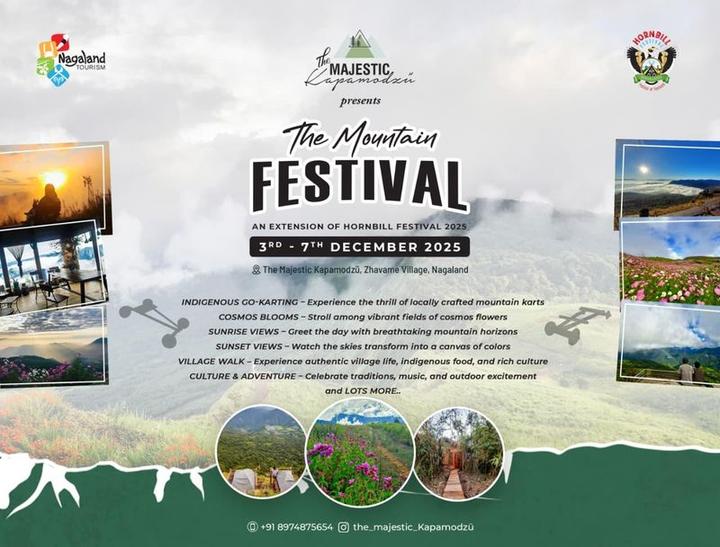 Nagaland
TOURISM
The
MAJESTIC
Kapamodzü
HORNBILL
FESTIVAL
presents
The Mountain
FESTIVAL
AN EXTENSION OF HORNBILL FESTIVAL 2025
3RD - 7TH DECEMBER 2025
The Majestic Kapamodzü, Zhavame Village, Nagaland
INDIGENOUS GO-KARTING – Experience the thrill of locally crafted mountain karts
COSMOS BLOOMS – Stroll among vibrant fields of cosmos flowers
SUNRISE VIEWS – Greet the day with breathtaking mountain horizons
SUNSET VIEWS – Watch the skies transform into a canvas of colors
VILLAGE WALK – Experience authentic village life, indigenous food, and rich culture
CULTURE & ADVENTURE – Celebrate traditions, music, and outdoor excitement
and LOTS MORE..
+91 8974875654 the_majestic_Kapamodzü